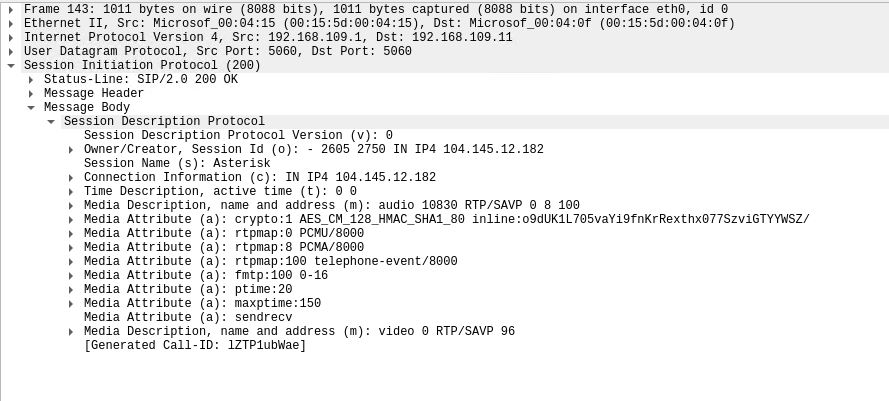 Frame 143: 1011 bytes on wire (8088 bits), 1011 bytes captured (8088 bits) on interface eth0, id 0
Ethernet II, Src: Microsof_00:04:15 (00:15:5d:00:04:15), Dst: Microsof_00:04:0f (00:15:5d:00:04:0f)
Internet Protocol Version 4, Src: 192.168.109.1, Dst: 192.168.109.11
User Datagram Protocol, Src Port: 5060, Dst Port: 5060
Session Initiation Protocol (200)
Status-Line: SIP/2.0 200 OK
Message Header
Message Body
Session Description Protocol
Session Description Protocol Version (v): 0
Owner/Creator, Session Id (o): - 2605 2750 IN IP4 104.145.12.182
Session Name (s): Asterisk
Connection Information (c): IN IP4 104.145.12.182
Time Description, active time (t): 0 0
Media Description, name and address (m): audio 10830 RTP/SAVP 0 8 100
Media Attribute (a): crypto:1 AES_CM_128_HMAC_SHA1_80 inline:o9dUK1L705vaYi9fnKrRexthx077SzviGTYYWSZ/
Media Attribute (a): rtpmap:0 PCMU/8000
Media Attribute (a): rtpmap:8 PCMA/8000
Media Attribute (a): rtpmap:100 telephone-event/8000
Media Attribute (a): fmtp:100 0-16
Media Attribute (a): ptime:20
Media Attribute (a): maxptime:150
Media Attribute (a): sendrecv
Media Description, name and address (m): video 0 RTP/SAVP 96
[Generated Call-ID: lZTP1ubWae]